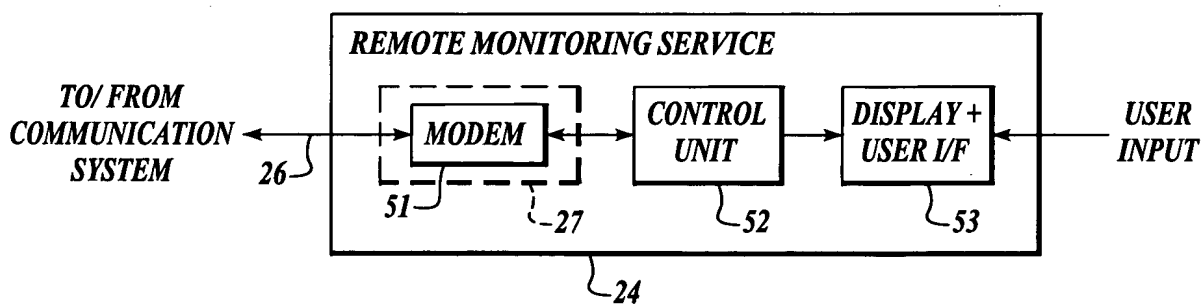 REMOTE MONITORING SERVICE
TO/ FROM
COMMUNICATION
SYSTEM
26
MODEM
51
27
CONTROL
UNIT
52
DISPLAY +
USER I/F
53
USER
INPUT
24